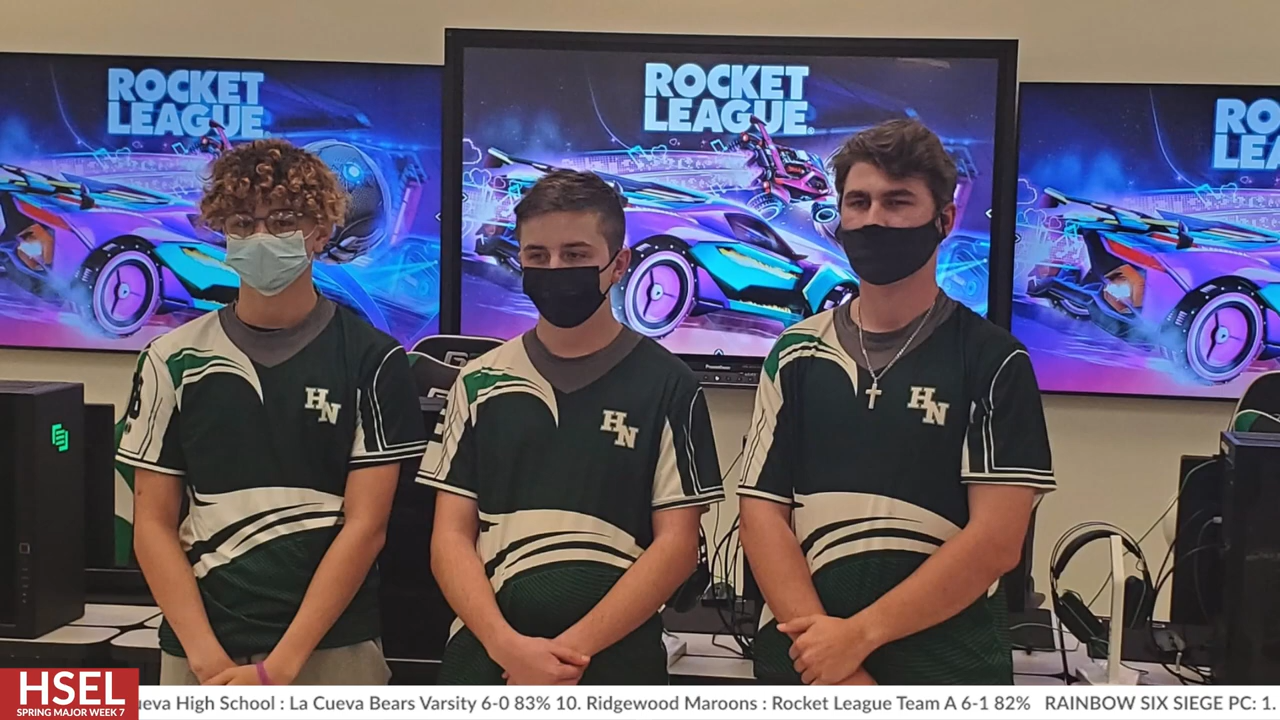 ROCKET
LEAGUE
ROCKET
LEAGUE
RO
LEA
HN
HN
HN
HSEL
SPRING MAJOR WEEK 7
ueva High School : La Cueva Bears Varsity 6-0 83% 10. Ridgewood Maroons : Rocket League Team A 6-1 82% RAINBOW SIX SIEGE PC: 1.